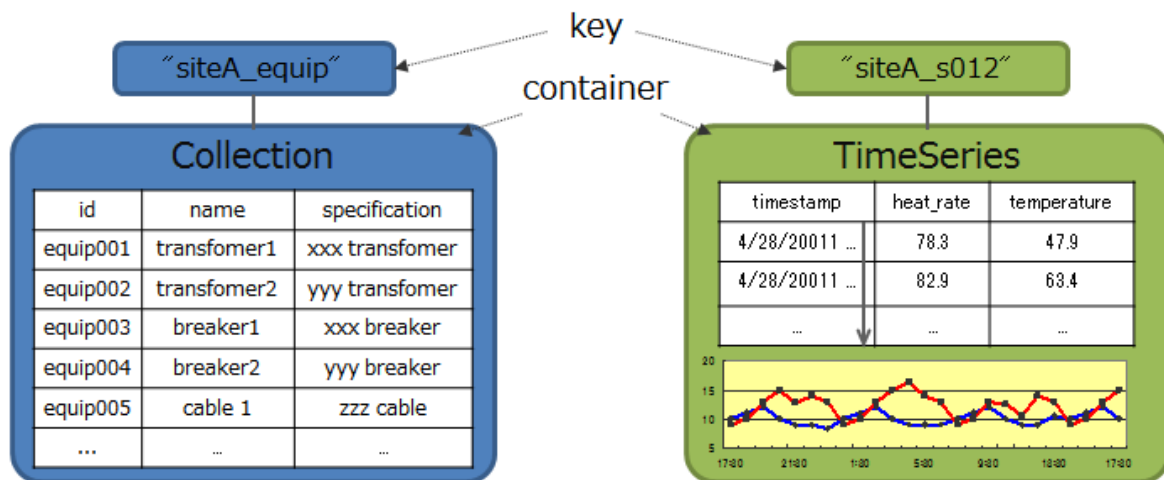 key
"siteA_equip"
"siteA_s012"
container
Collection
id name specification
equip001 transfomer1 xxx transfomer
equip002 transfomer2 yyy transfomer
equip003 breaker1 xxx breaker
equip004 breaker2 yyy breaker
equip005 cable 1 zzz cable
... ... ...
TimeSeries
timestamp heat_rate temperature
4/28/20011 ... 78.3 47.9
4/28/20011 ... 82.9 63.4
... ... ...
20
15
10
5
17:30 21:30 1:30 5:30 9:30 18:30 17:30